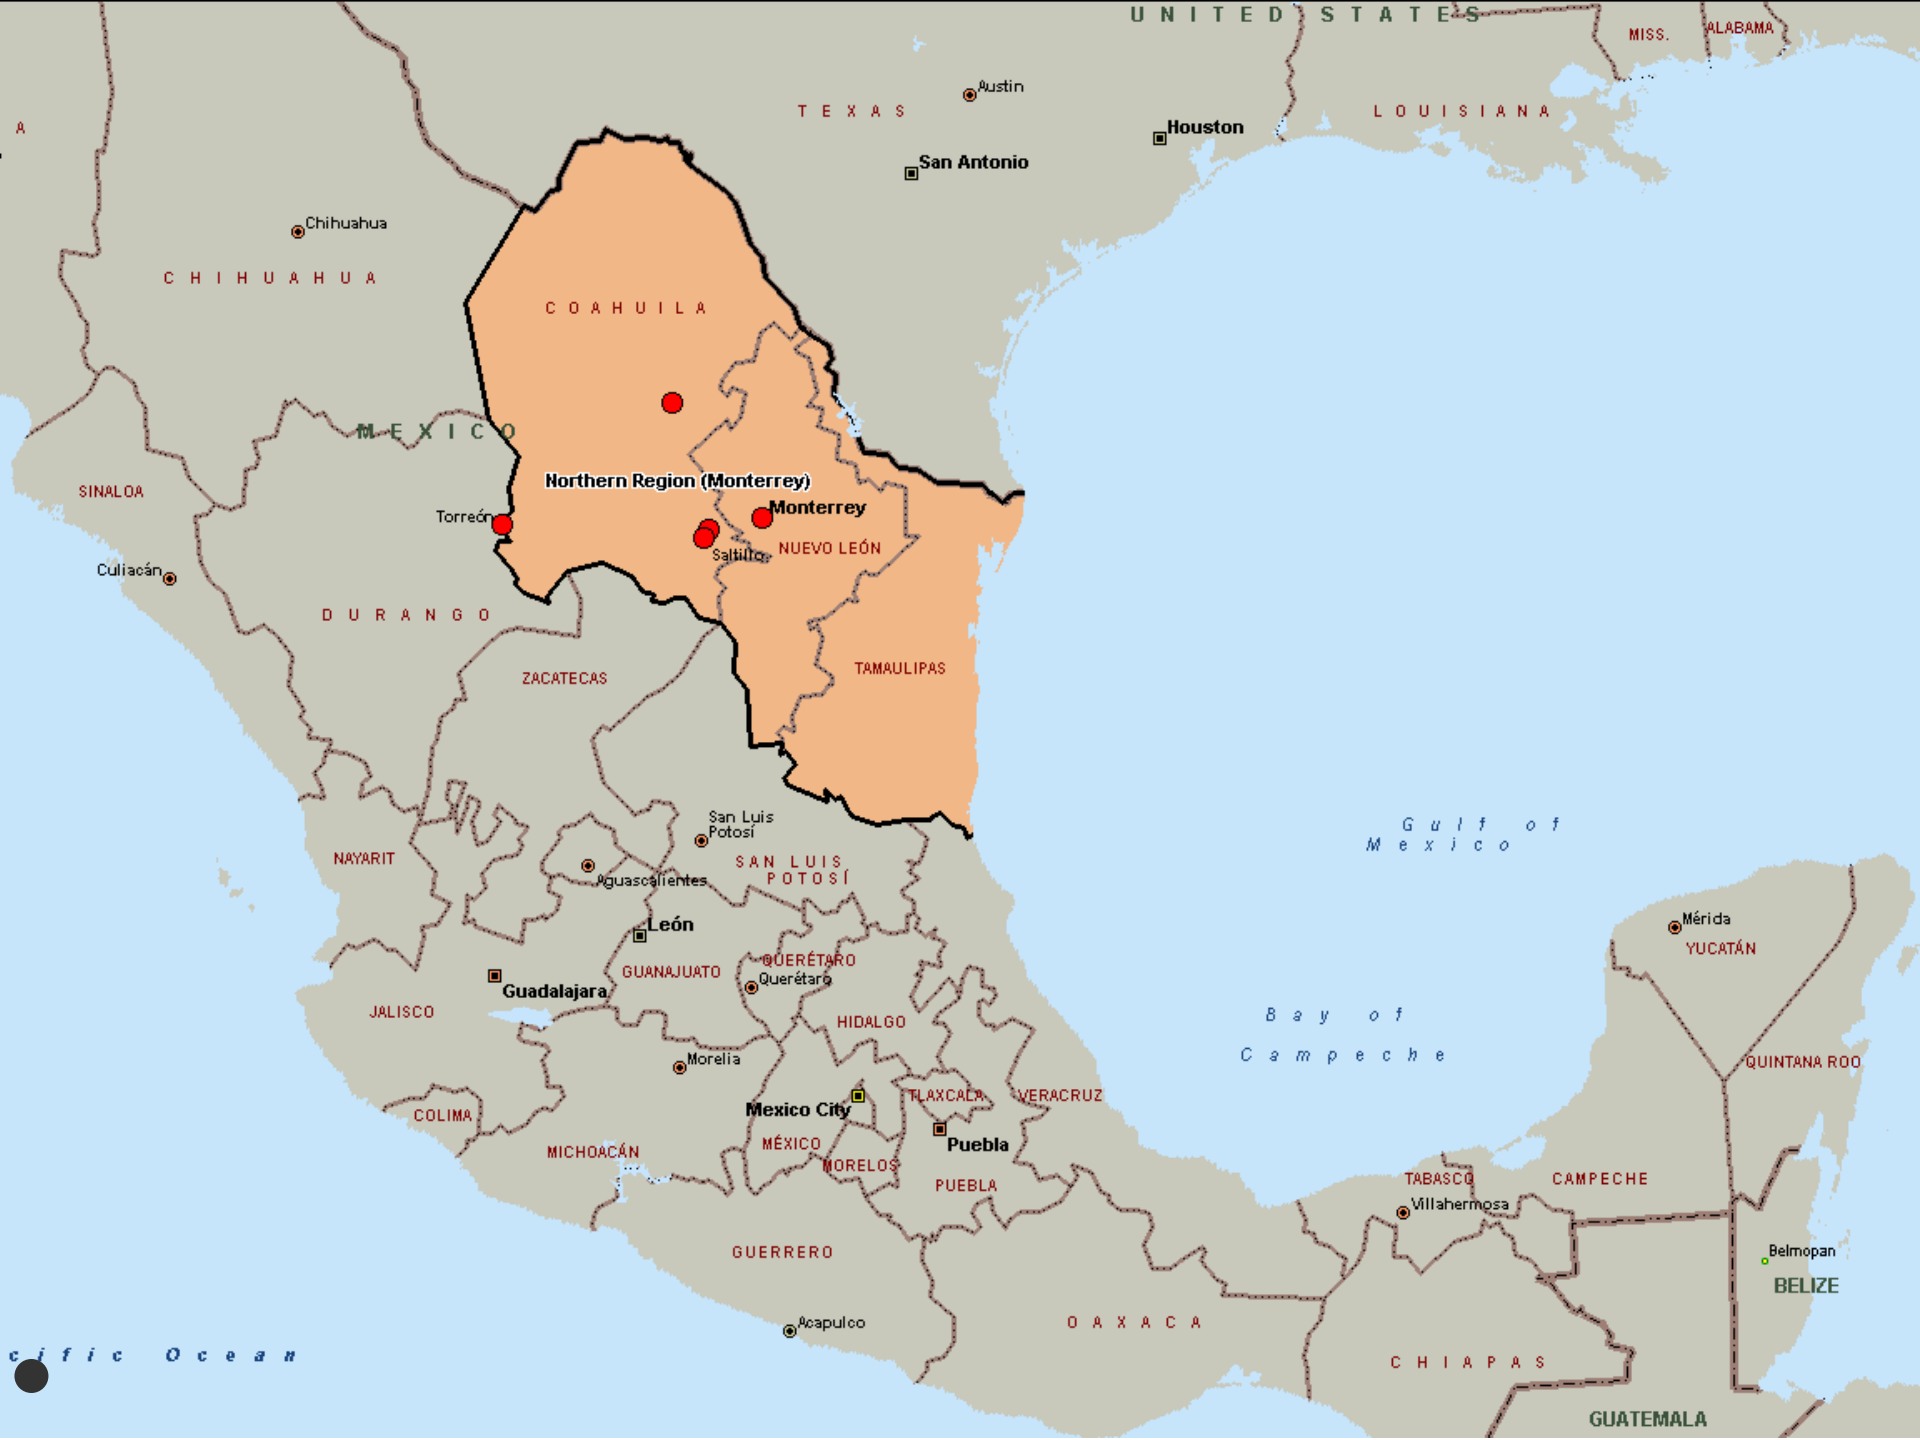 UNITED STATES
MISS.
ALABAMA
Austin
TEXAS
LOUISIANA
A
Houston
San Antonio
Chihuahua
CHIHUAHUA
COAHUILA
MEXICO
Northern Region (Monterrey)
SINALOA
Torreón
Monterrey
NUEVO LEÓN
Saltillo
Culiacán
DURANGO
TAMAULIPAS
ZACATECAS
San Luis
Potosí
Gulf of
Mexico
NAYARIT
SAN LUIS
POTOSÍ
Aguascalientes
León
Mérida
YUCATÁN
QUERÉTARO
GUANAJUATO
Querétaro
Guadalajara
JALISCO
HIDALGO
Bay of
Campeche
Morelia
QUINTANA ROO
TLAXCALA
VERACRUZ
Mexico City
COLIMA
MÉXICO
Puebla
MICHOACÁN
MORELOS
PUEBLA
TABASCO
CAMPECHE
Villahermosa
GUERRERO
Belmopan
BELIZE
Acapulco
OAXACA
cific Ocean
CHIAPAS
GUATEMALA